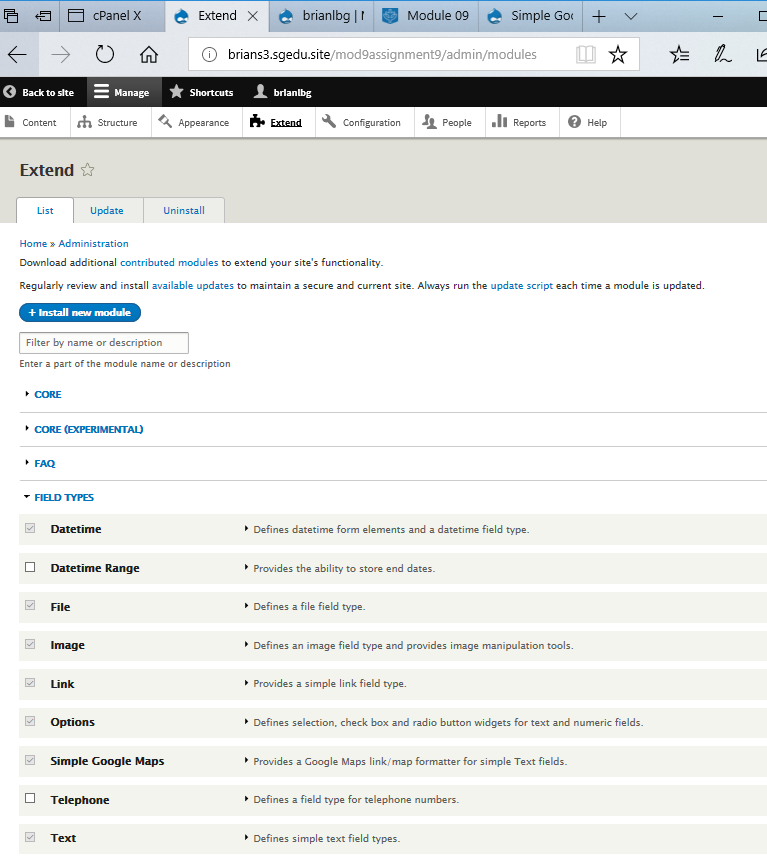 cPanel X
Extend
brianlbg |
Module 09
Simple Goo
brians3.sgedu.site/mod9assignment9/admin/modules
Back to site
Manage
Shortcuts
brianlbg
Content
Structure
Appearance
Extend
Configuration
People
Reports
Help
Extend
List
Update
Uninstall
Home » Administration
Download additional contributed modules to extend your site's functionality.
Regularly review and install available updates to maintain a secure and current site. Always run the update script each time a module is updated.
+ Install new module
Filter by name or description
Enter a part of the module name or description
CORE
CORE (EXPERIMENTAL)
FAQ
FIELD TYPES
Datetime Defines datetime form elements and a datetime field type.
Datetime Range Provides the ability to store end dates.
File Defines a file field type.
Image Defines an image field type and provides image manipulation tools.
Link Provides a simple link field type.
Options Defines selection, check box and radio button widgets for text and numeric fields.
Simple Google Maps Provides a Google Maps link/map formatter for simple Text fields.
Telephone Defines a field type for telephone numbers.
Text Defines simple text field types.